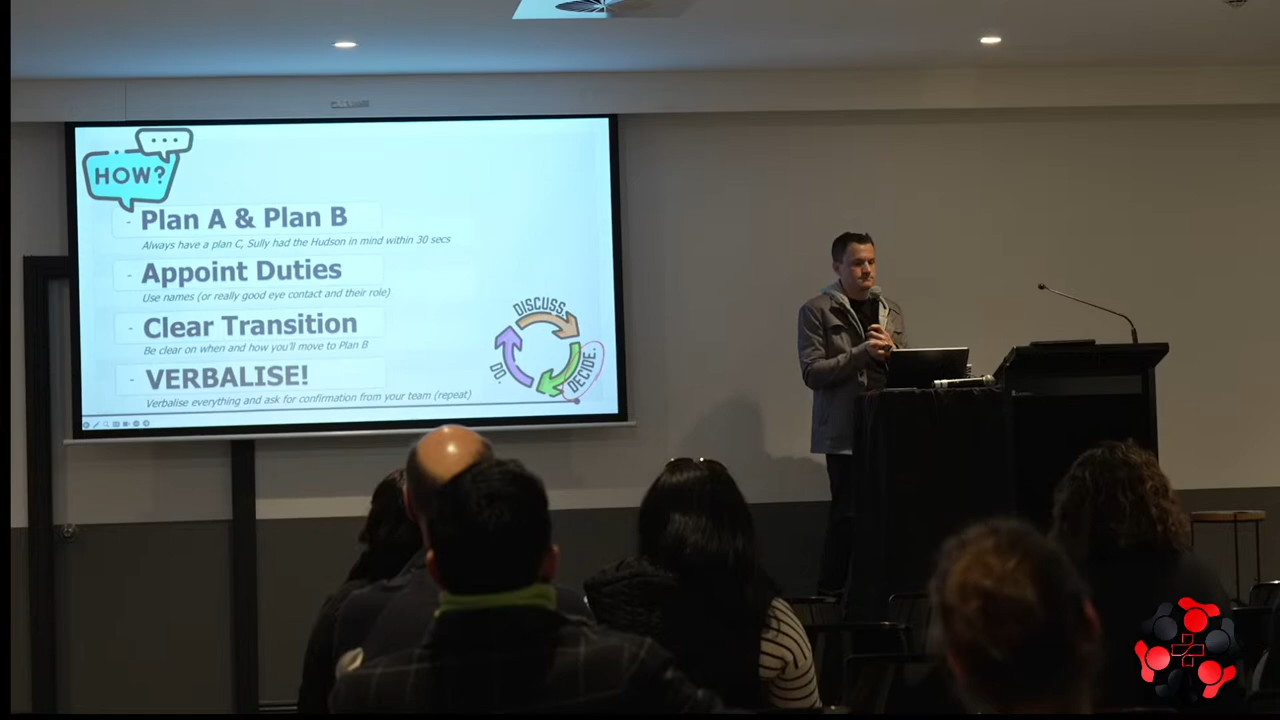 ...
HOW?
- Plan A & Plan B
Always have a plan C, Sully had the Hudson in mind within 30 secs
- Appoint Duties
Use names (or really good eye contact and their role)
- Clear Transition
Be clear on when and how you'll move to Plan B
- VERBALISE!
Verbalise everything and ask for confirmation from your team (repeat)
DISCUSS.
DECIDE.
DO.